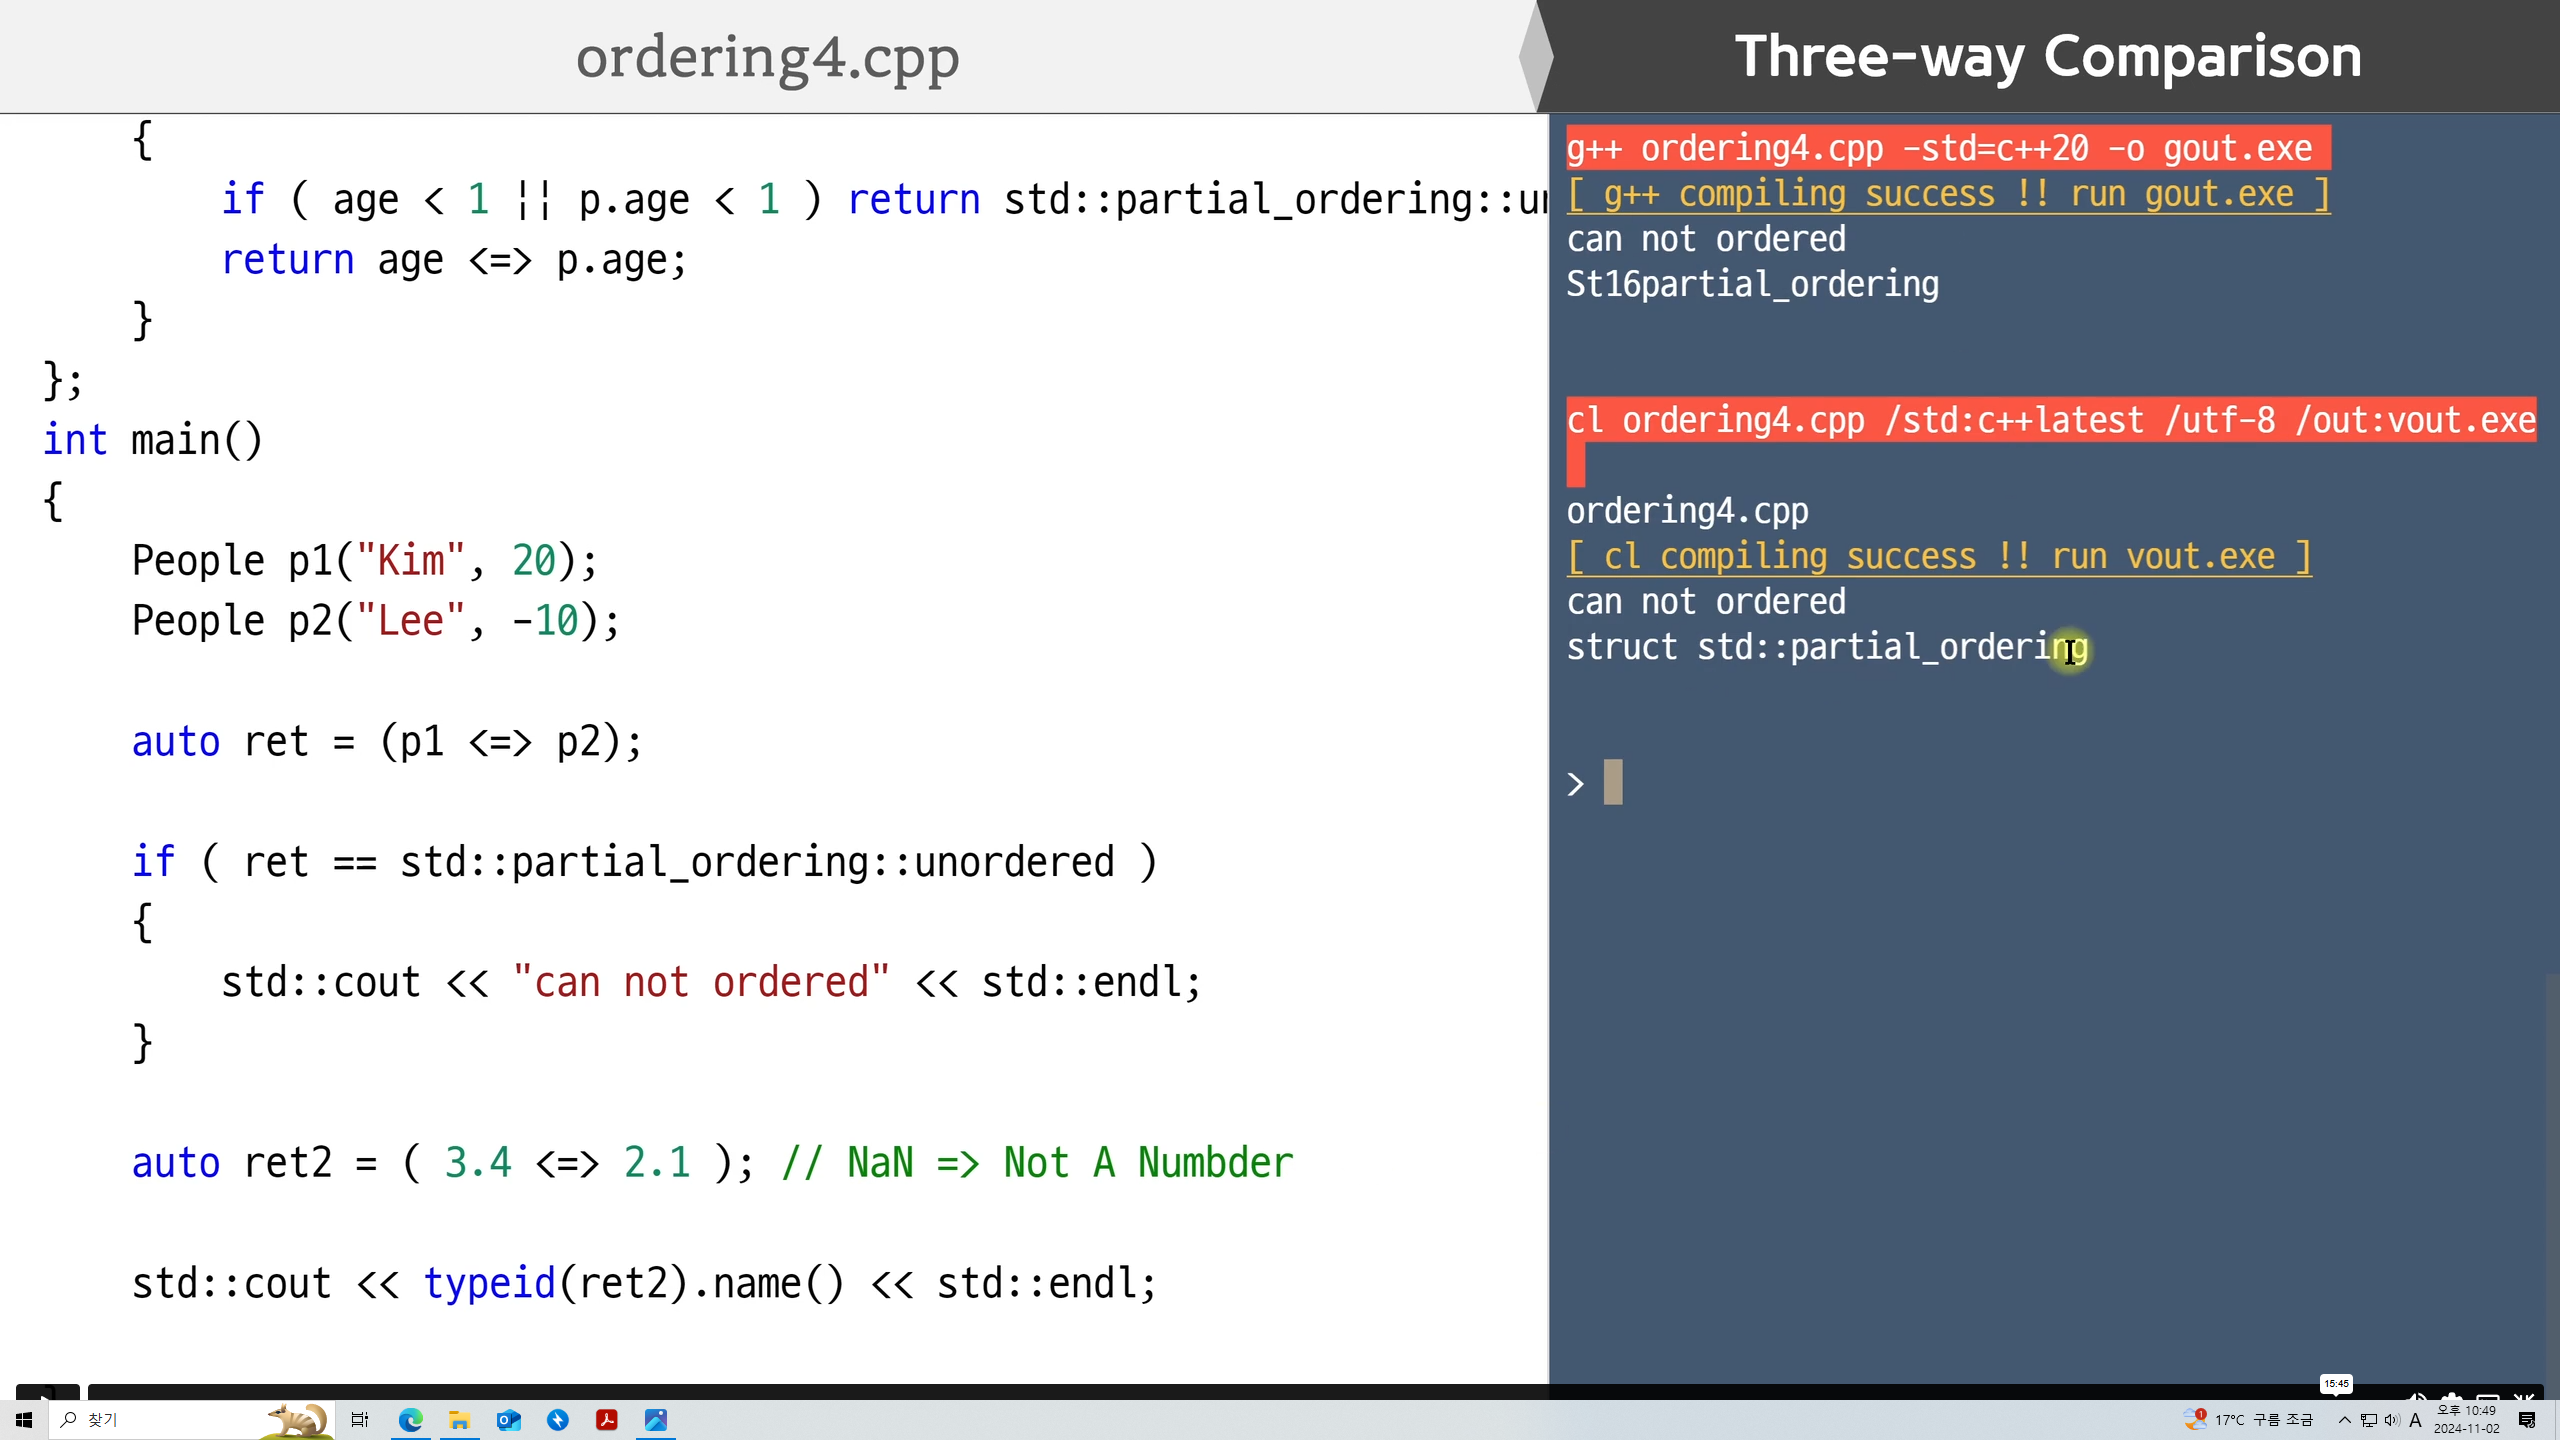 ordering4.cpp
Three-way Comparison
{
if ( age < 1 || p.age < 1 ) return std::partial_ordering::un
return age <=> p.age;
}
};
int main()
{
People p1("Kim", 20);
People p2("Lee", -10);
auto ret = (p1 <=> p2);
if ( ret == std::partial_ordering::unordered )
{
std::cout << "can not ordered" << std::endl;
}
auto ret2 = ( 3.4 <=> 2.1 ); // NaN => Not A Numbder
std::cout << typeid(ret2).name() << std::endl;
g++ ordering4.cpp -std=c++20 -o gout.exe
[ g++ compiling success !! run gout.exe ]
can not ordered
St16partial_ordering
cl ordering4.cpp /std:c++latest /utf-8 /out:vout.exe
ordering4.cpp
[ cl compiling success !! run vout.exe ]
can not ordered
struct std::partial_ordering
>
15:45
찾기
1
17°C 구름 조금
A
오후 10:49
2024-11-02